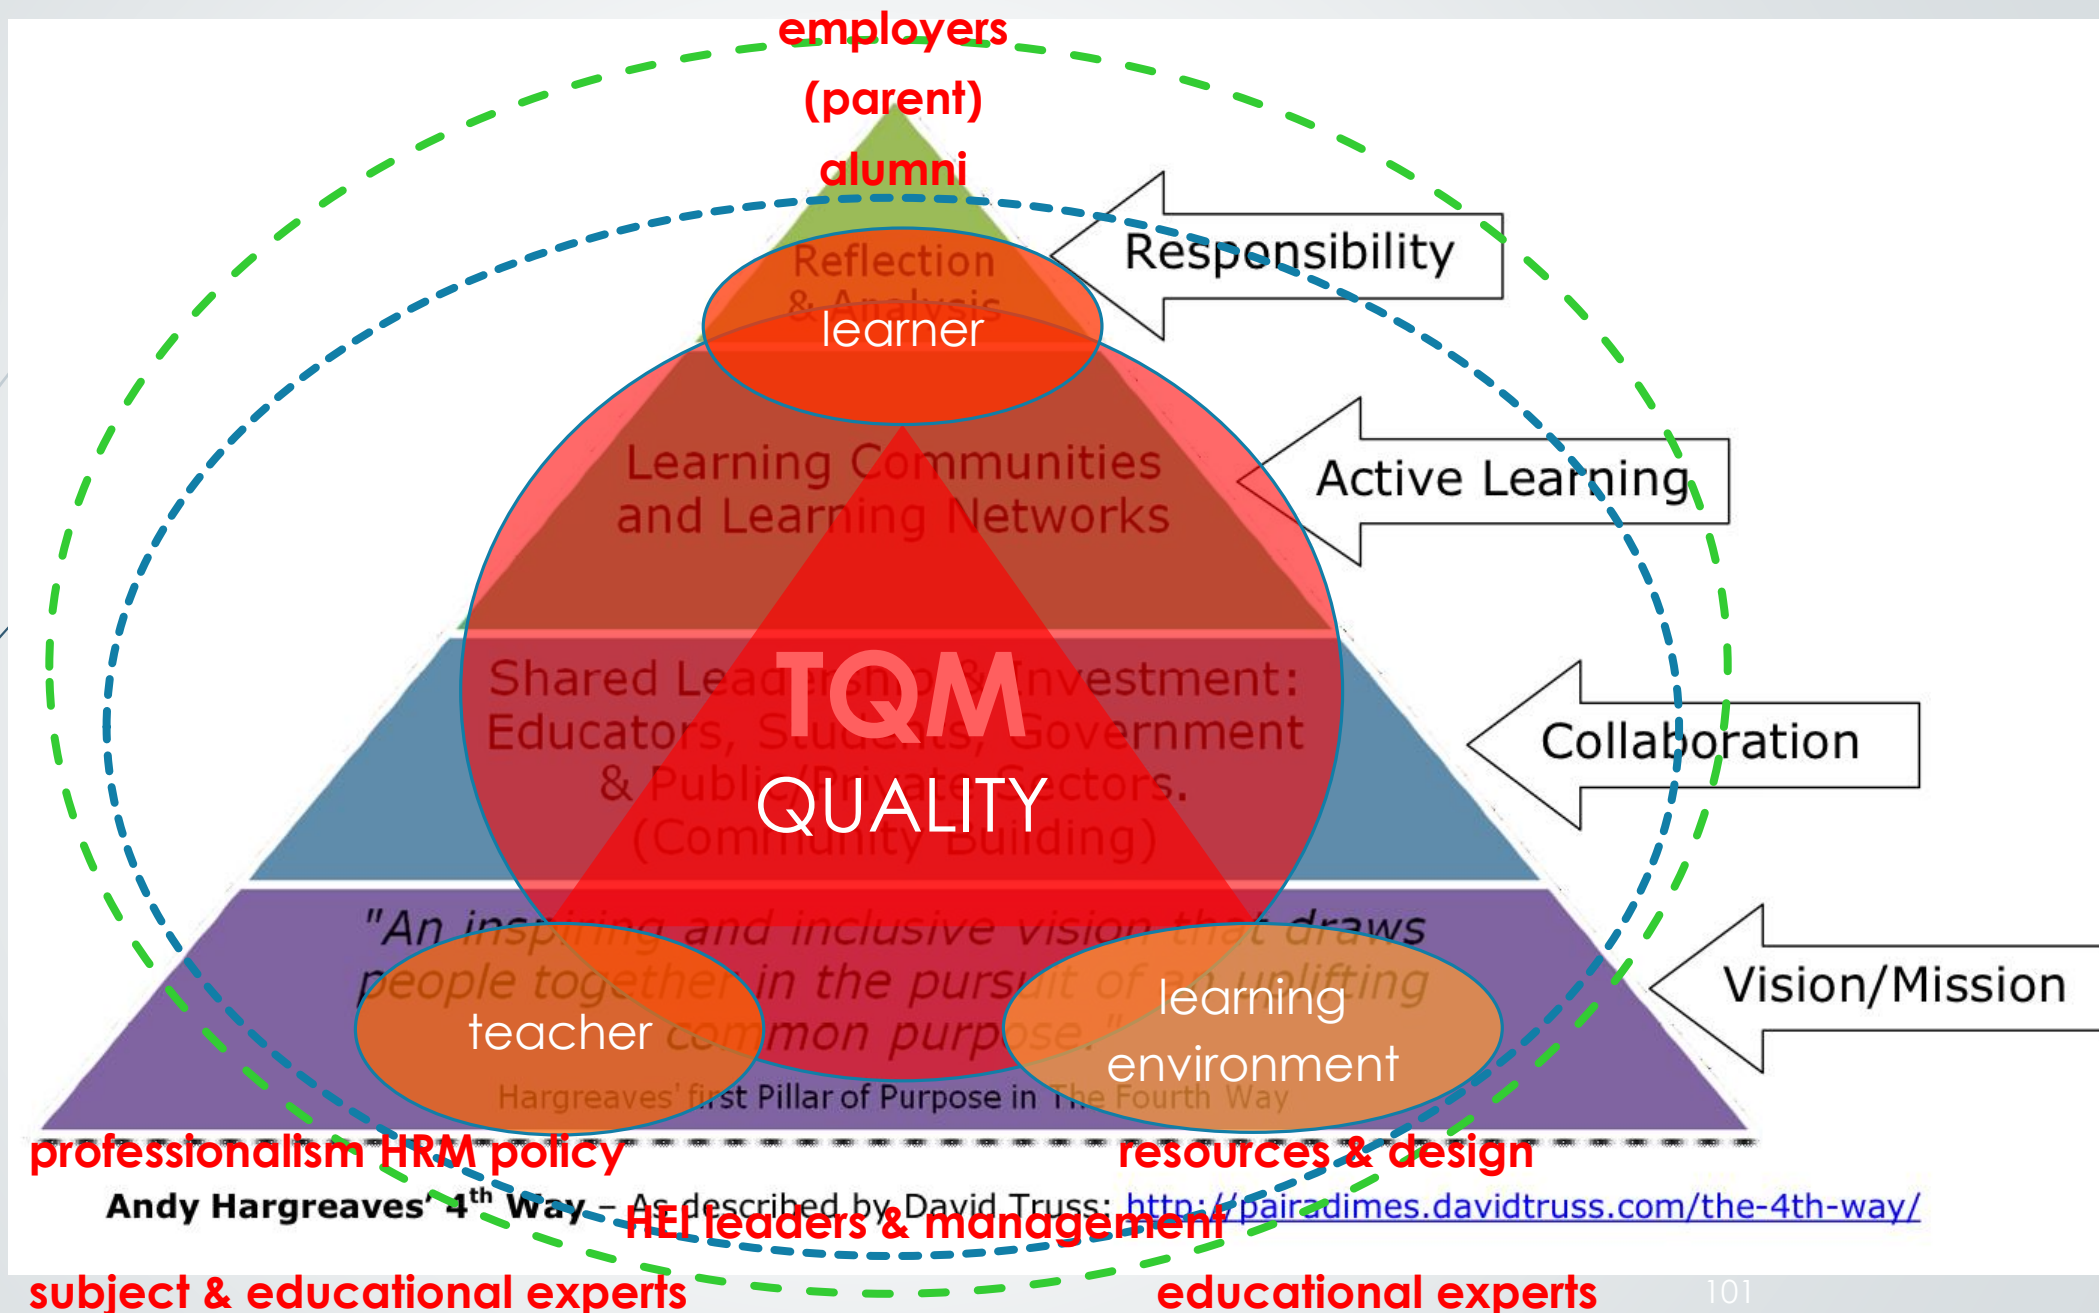 employers
(parent)
alumni
Responsibility
Reflection
& Analysis
learner
Active Learning
Learning Communities
and Learning Networks
TQM
Shared Leadership & Investment:
Educators, Students, Government
& Public/Private Sectors.
(Community Building)
QUALITY
Collaboration
"An inspiring and inclusive vision that draws
people together in the pursuit of an uplifting
common purpose."
Vision/Mission
teacher
learning
environment
Hargreaves' first Pillar of Purpose in The Fourth Way
professionalism HRM policy
resources & design
Andy Hargreaves' 4th Way – As described by David Truss: http://pairadimes.davidtruss.com/the-4th-way/
HEI leaders & management
subject & educational experts
educational experts
101